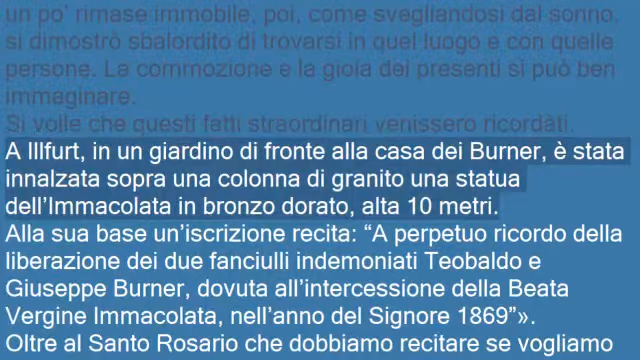 un po’ rimase immobile, poi, come svegliandosi dal sonno,
si dimostrò sbalordito di trovarsi in quel luogo e con quelle
persone. La commozione e la gioia dei presenti si può ben
immaginare.
Si volle che questi fatti straordinari venissero ricordati.
A Illfurt, in un giardino di fronte alla casa dei Burner, è stata
innalzata sopra una colonna di granito una statua
dell’Immacolata in bronzo dorato, alta 10 metri.
Alla sua base un’iscrizione recita: “A perpetuo ricordo della
liberazione dei due fanciulli indemoniati Teobaldo e
Giuseppe Burner, dovuta all’intercessione della Beata
Vergine Immacolata, nell’anno del Signore 1869”».
Oltre al Santo Rosario che dobbiamo recitare se vogliamo